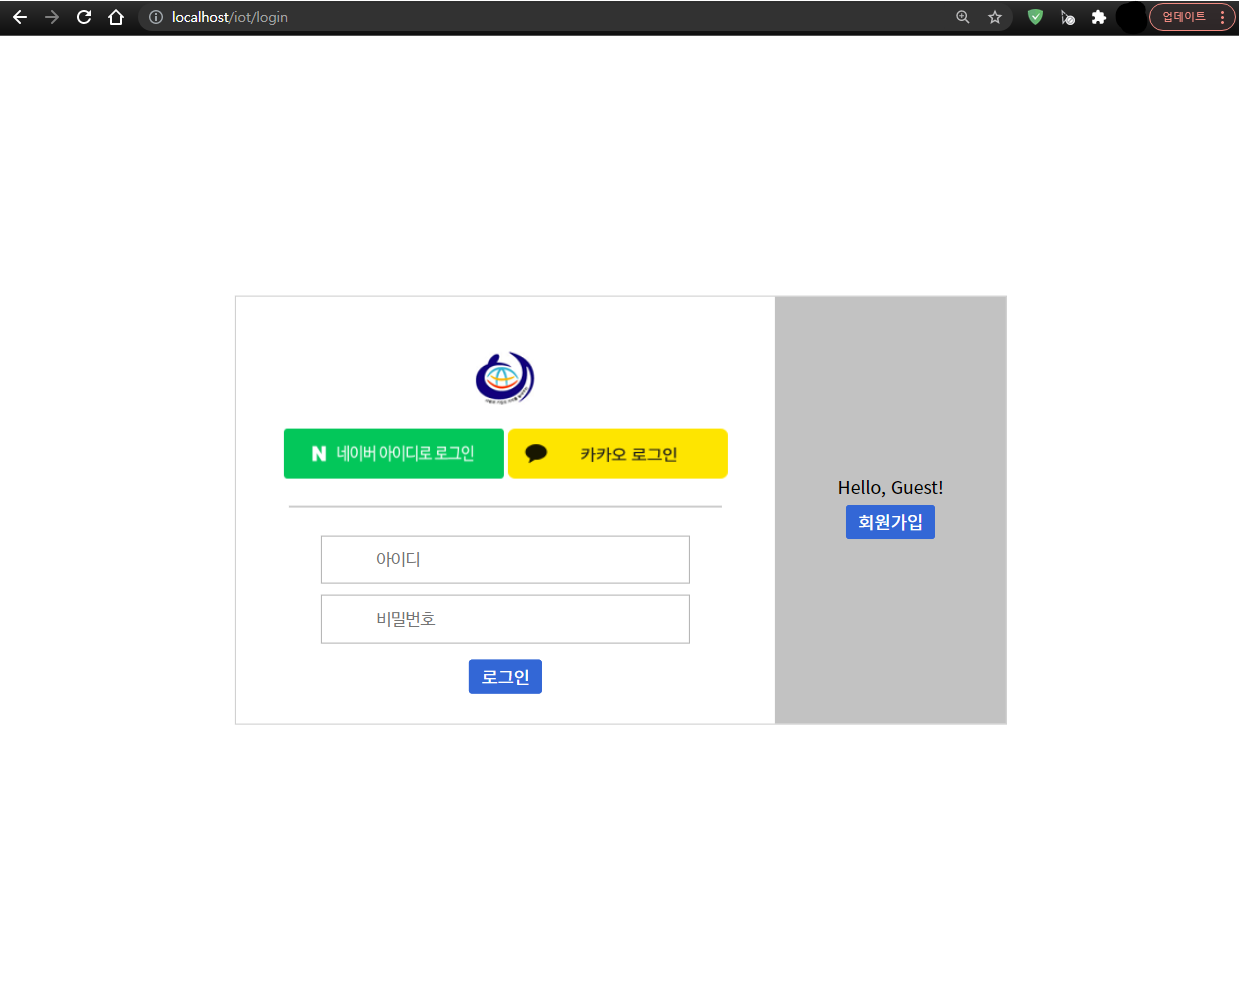 localhost/iot/login
업데이트
N 네이버 아이디로 로그인
카카오 로그인
아이디
비밀번호
로그인
Hello, Guest!
회원가입